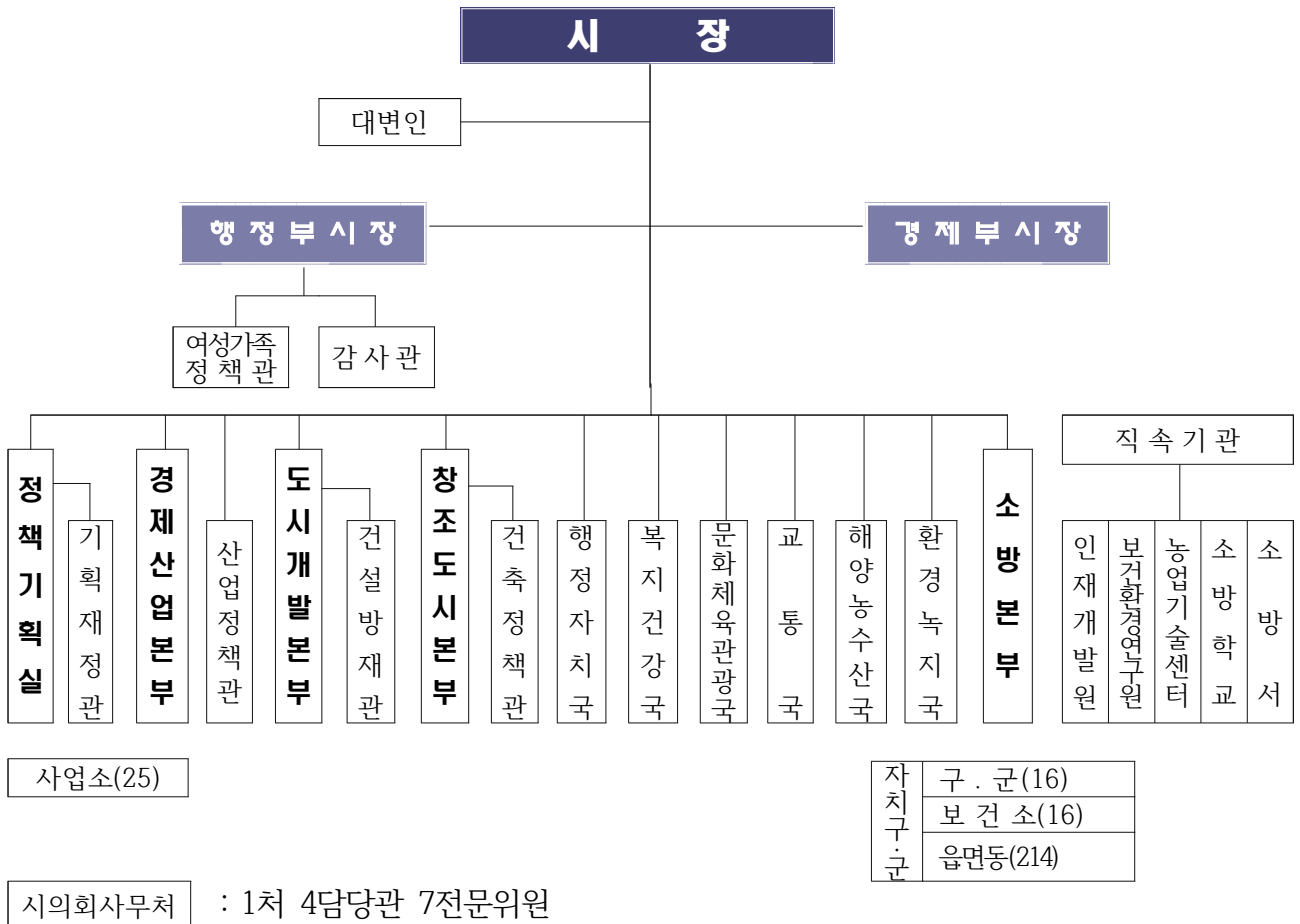 시 장
대변인
행정부시장
경제부시장
여성가족
정책관
감사관
직속기관
정책기획실
기획재정관
경제산업본부
산업정책관
도시개발본부
건설방재관
창조도시본부
건축정책관
행정자치국
복지건강국
문화체육관광국
교통국
해양농수산국
환경녹지국
소방본부
인재개발원
보건환경연구원
농업기술센터
소방학교
소방서
사업소(25)
자치구·군
구 . 군(16)
보 건 소(16)
읍면동(214)
시의회사무처 : 1처 4담당관 7전문위원